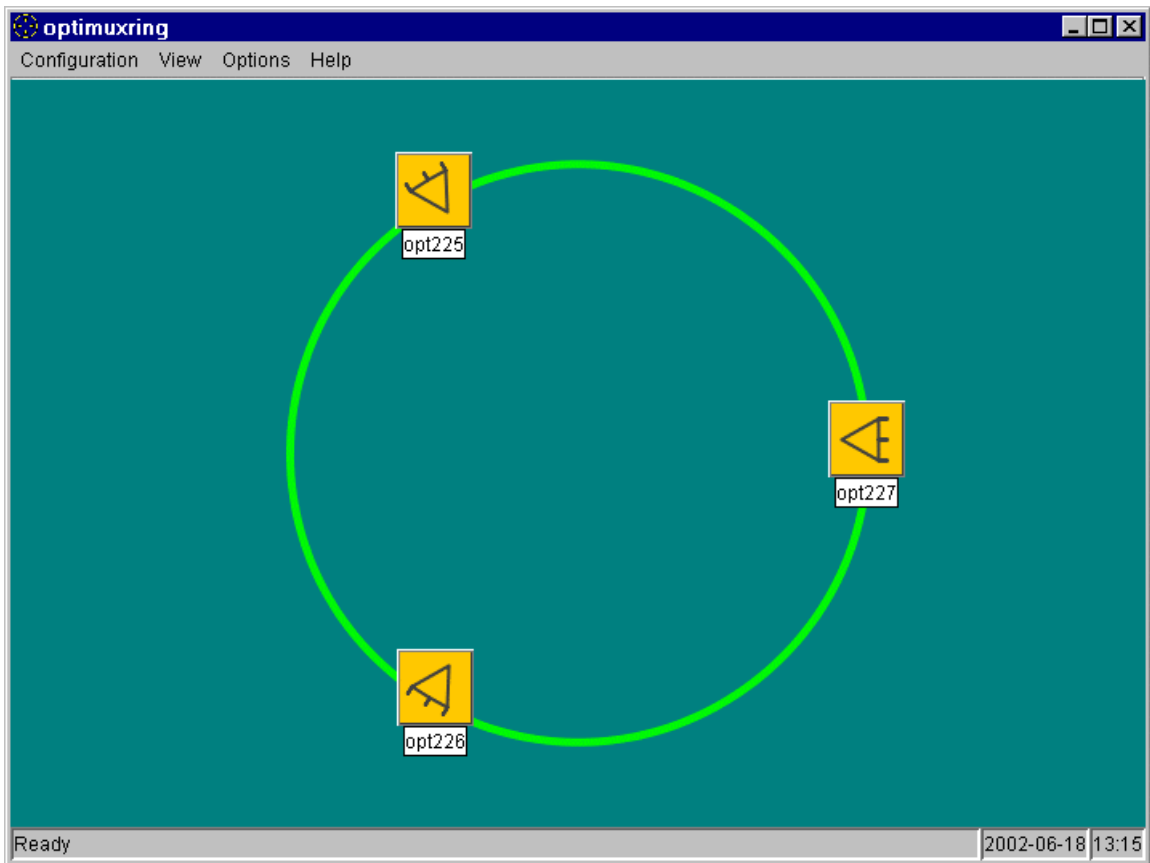 optimuxring
Configuration View Options Help
opt225
opt227
opt226
Ready 2002-06-18 13:15